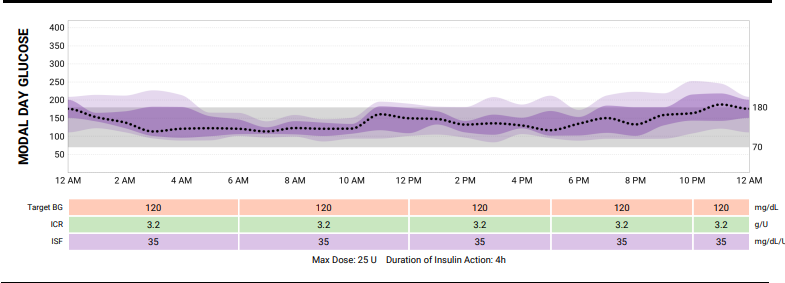 MODAL DAY GLUCOSE
400
350
300
250
200
150
100
50
180
70
12 AM 2 AM 4 AM 6 AM 8 AM 10 AM 12 PM 2 PM 4 PM 6 PM 8 PM 10 PM 12 AM
Target BG 120 120 120 120 120 mg/dL
ICR 3.2 3.2 3.2 3.2 3.2 g/U
ISF 35 35 35 35 35 mg/dL/U
Max Dose: 25 U Duration of Insulin Action: 4h